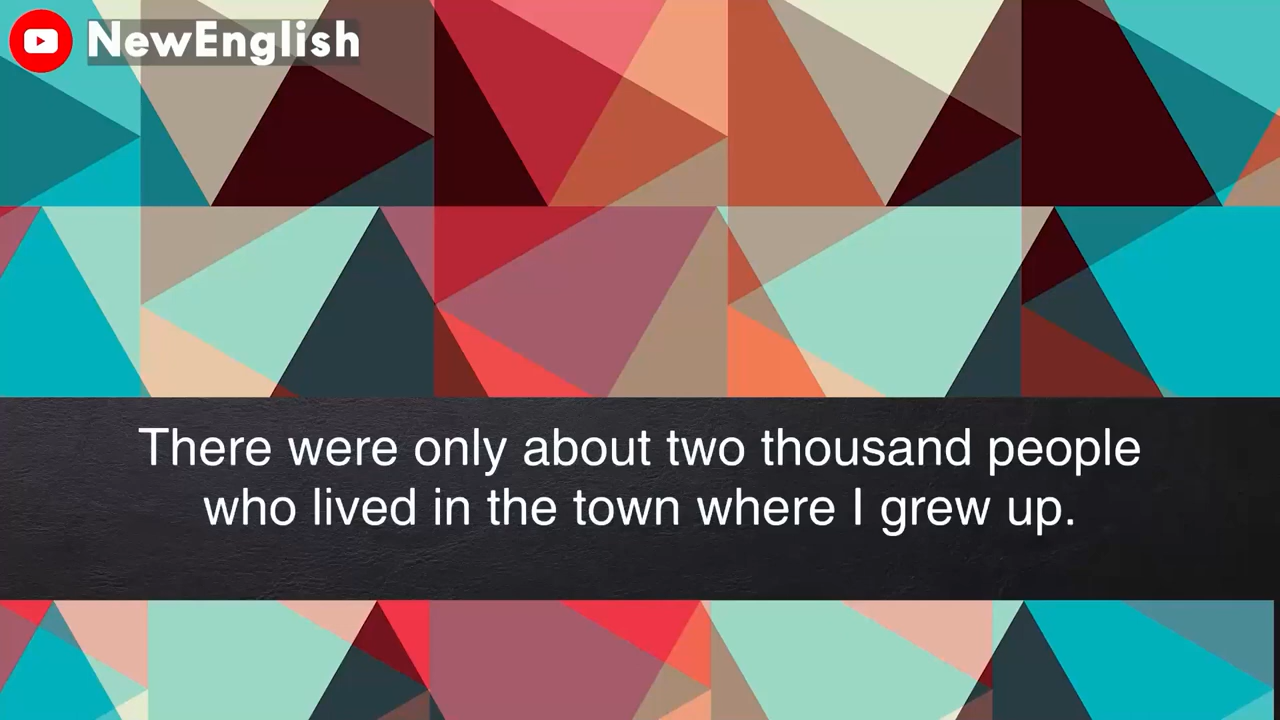 NewEnglish
There were only about two thousand people
who lived in the town where I grew up.